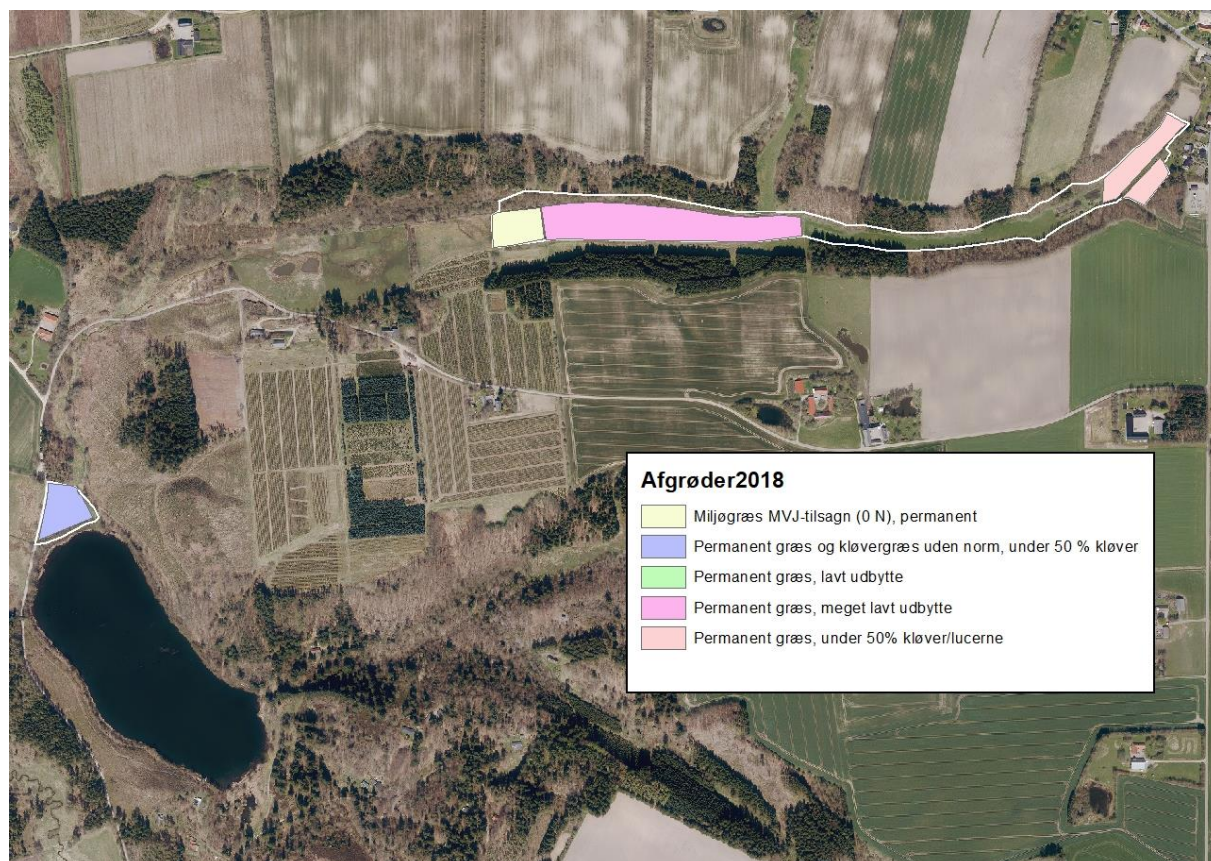 Afgrøder2018
Miljøgræs MVJ-tilsagn (0 N), permanent
Permanent græs og kløvergræs uden norm, under 50 % kløver
Permanent græs, lavt udbytte
Permanent græs, meget lavt udbytte
Permanent græs, under 50% kløver/lucerne